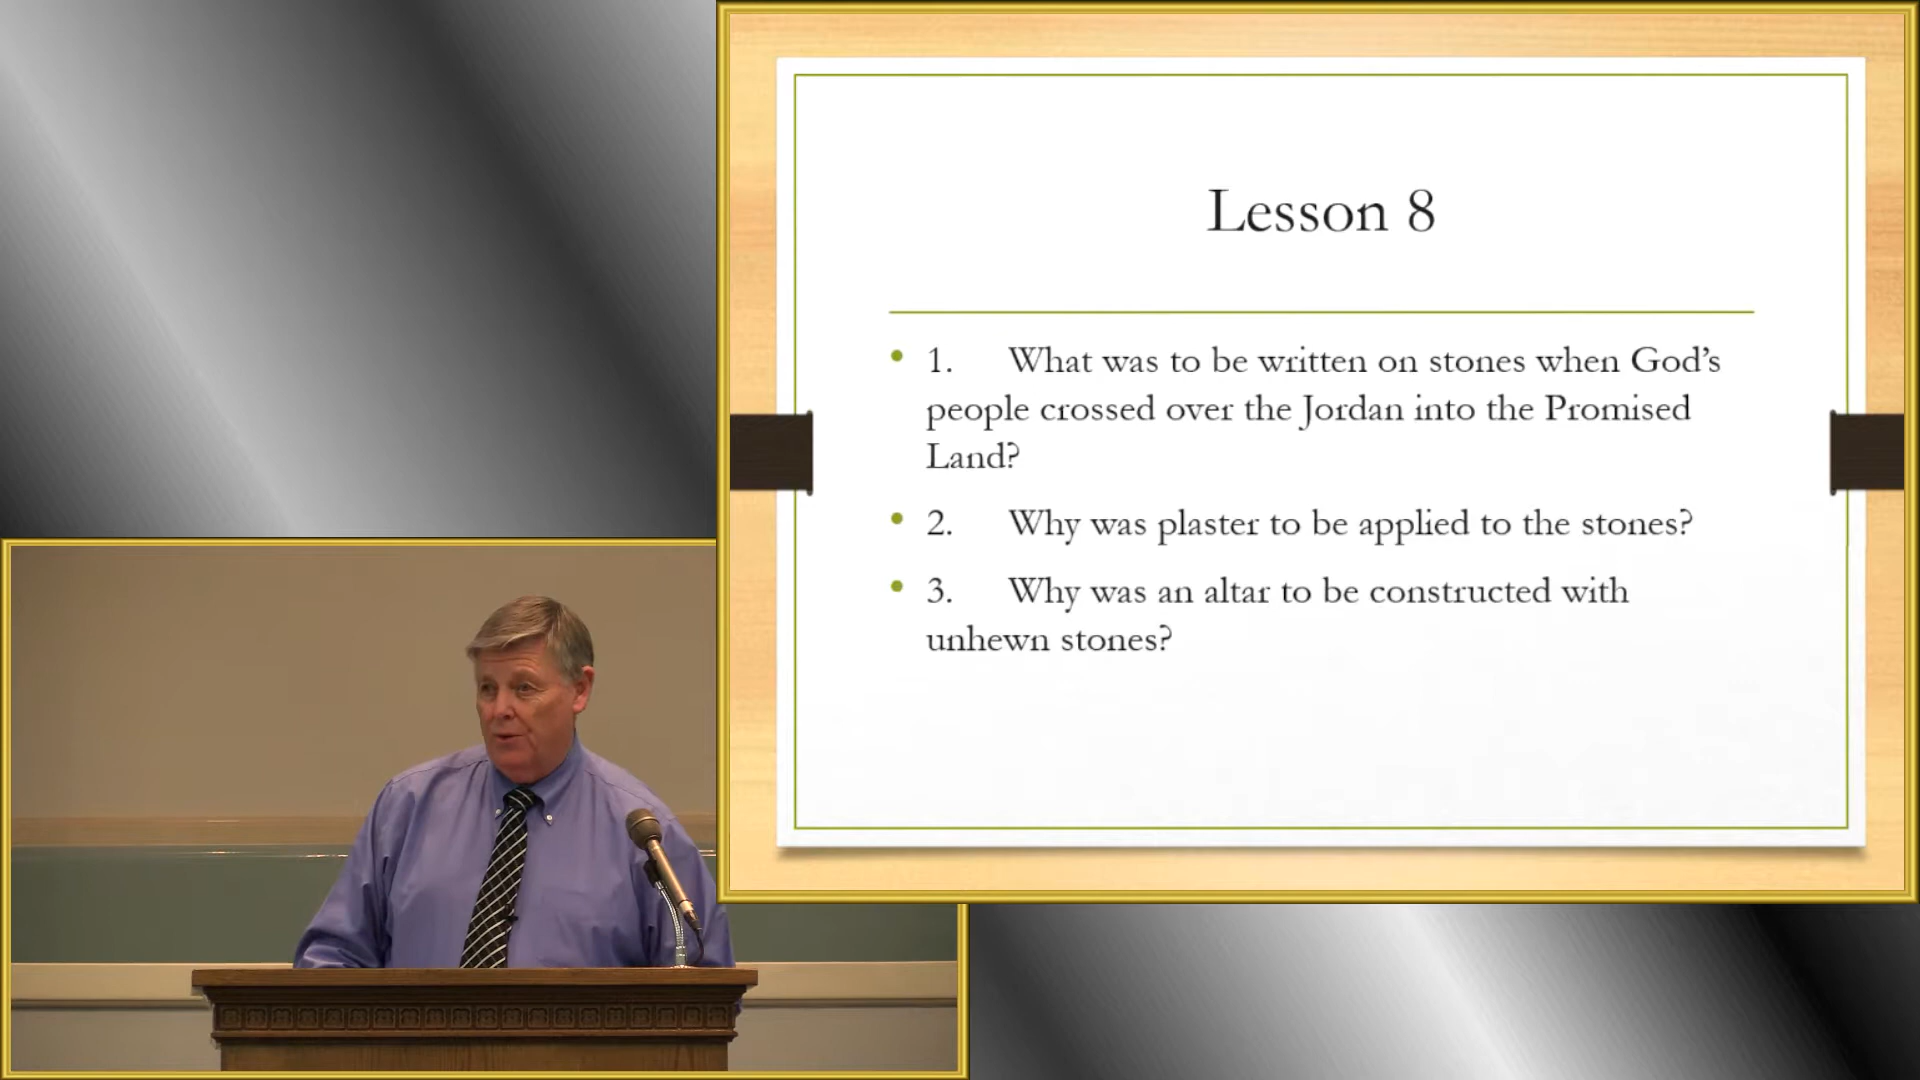 Lesson 8
• 1. What was to be written on stones when God’s
people crossed over the Jordan into the Promised
Land?
• 2. Why was plaster to be applied to the stones?
• 3. Why was an altar to be constructed with
unhewn stones?